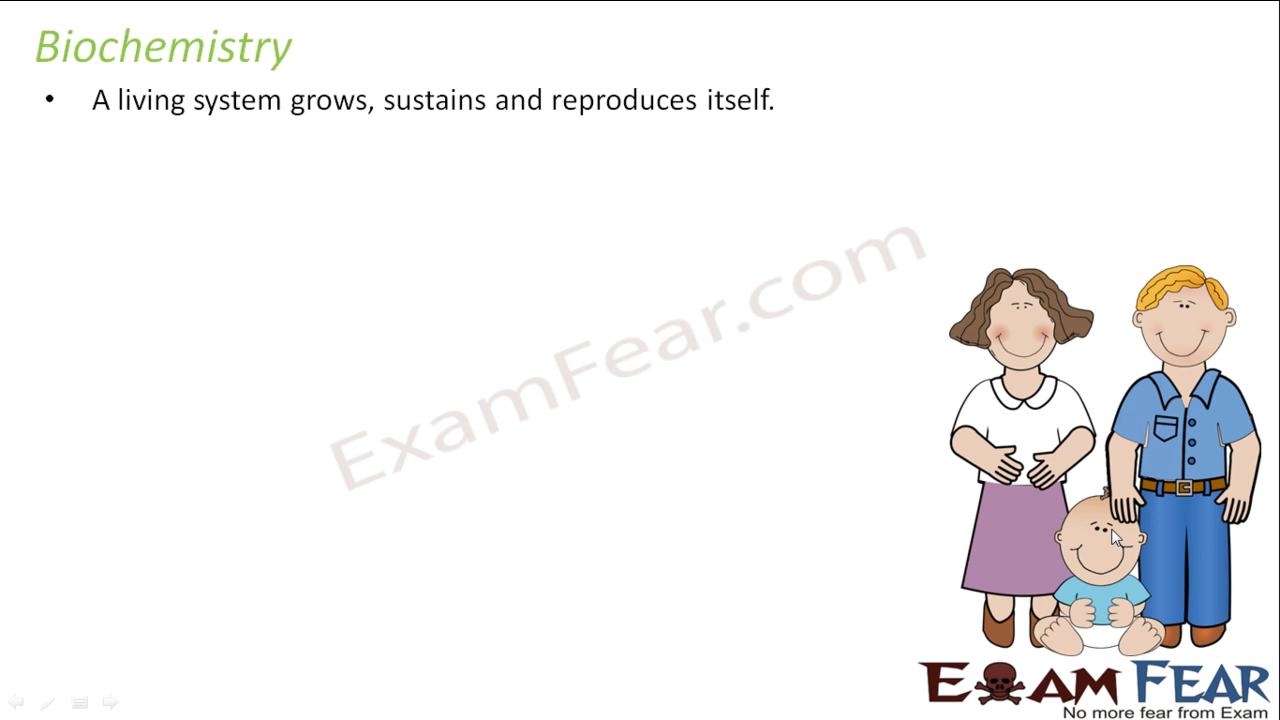 Biochemistry
• A living system grows, sustains and reproduces itself.
ExamFear.com
EXAM FEAR
No more fear from Exam